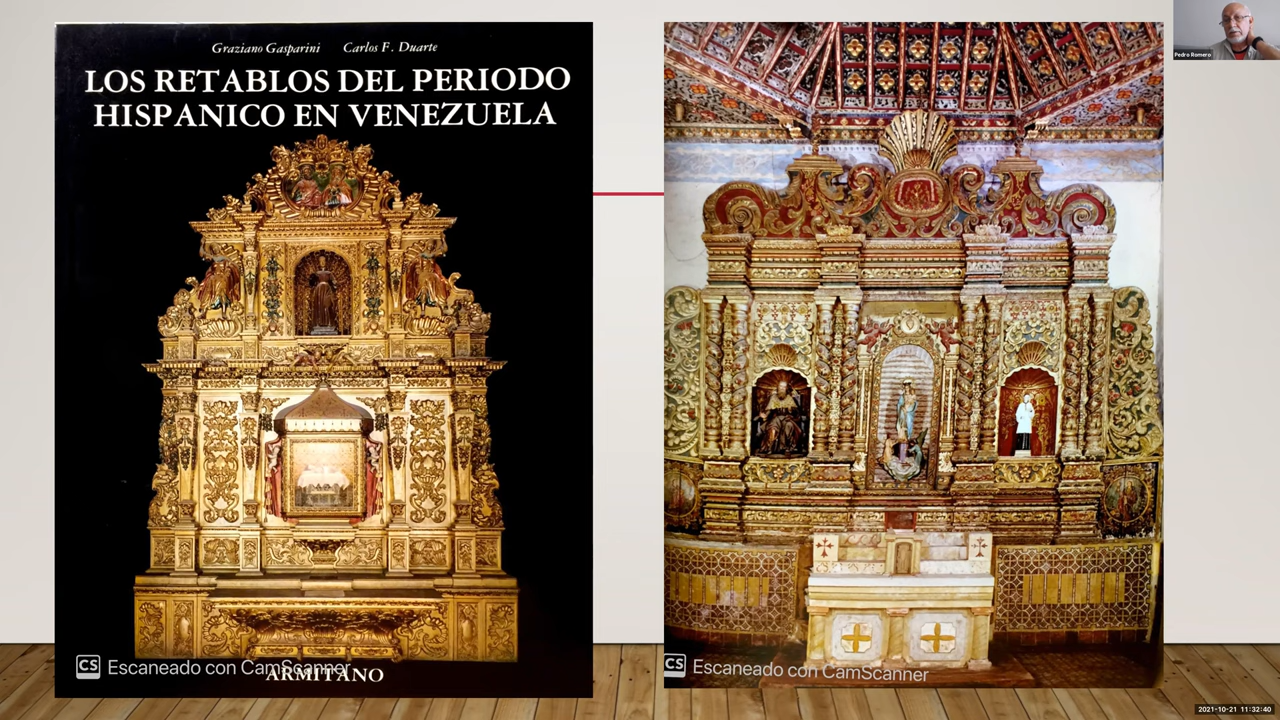 Graziano Gasparini Carlos F. Duarte
LOS RETABLOS DEL PERIODO
HISPANICO EN VENEZUELA
CS Escaneado con CamScanner
ARMITANO
CS Escaneado con CamScanner
Pedro Romero
2021-10-21 11:32:40